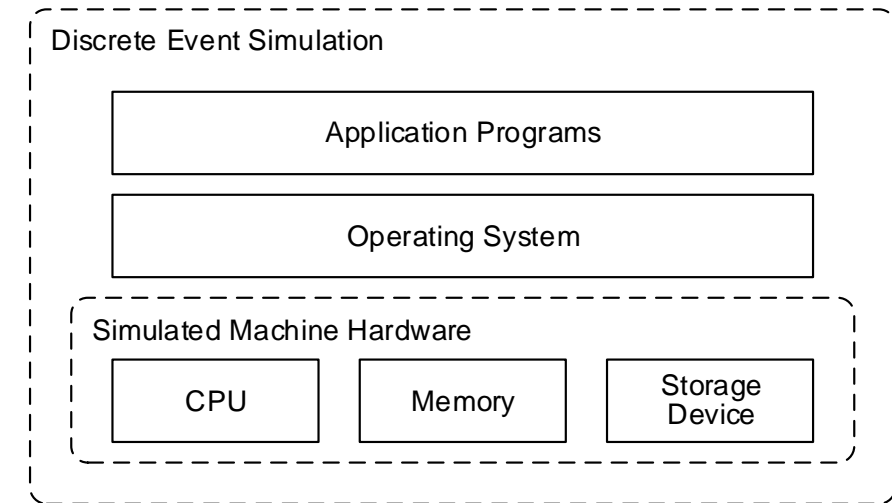 Discrete Event Simulation
Application Programs
Operating System
Simulated Machine Hardware
CPU
Memory
Storage
Device